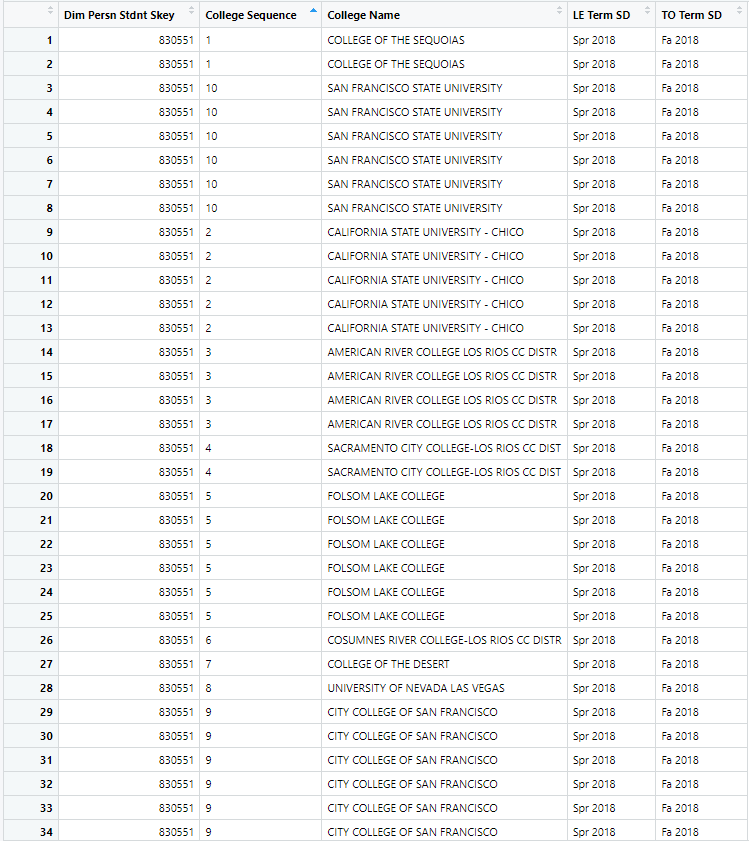 Dim Persn Stdnt Skey College Sequence College Name LE Term SD TO Term SD
1 830551 1 COLLEGE OF THE SEQUOIAS Spr 2018 Fa 2018
2 830551 1 COLLEGE OF THE SEQUOIAS Spr 2018 Fa 2018
3 830551 10 SAN FRANCISCO STATE UNIVERSITY Spr 2018 Fa 2018
4 830551 10 SAN FRANCISCO STATE UNIVERSITY Spr 2018 Fa 2018
5 830551 10 SAN FRANCISCO STATE UNIVERSITY Spr 2018 Fa 2018
6 830551 10 SAN FRANCISCO STATE UNIVERSITY Spr 2018 Fa 2018
7 830551 10 SAN FRANCISCO STATE UNIVERSITY Spr 2018 Fa 2018
8 830551 10 SAN FRANCISCO STATE UNIVERSITY Spr 2018 Fa 2018
9 830551 2 CALIFORNIA STATE UNIVERSITY - CHICO Spr 2018 Fa 2018
10 830551 2 CALIFORNIA STATE UNIVERSITY - CHICO Spr 2018 Fa 2018
11 830551 2 CALIFORNIA STATE UNIVERSITY - CHICO Spr 2018 Fa 2018
12 830551 2 CALIFORNIA STATE UNIVERSITY - CHICO Spr 2018 Fa 2018
13 830551 2 CALIFORNIA STATE UNIVERSITY - CHICO Spr 2018 Fa 2018
14 830551 3 AMERICAN RIVER COLLEGE LOS RIOS CC DISTR Spr 2018 Fa 2018
15 830551 3 AMERICAN RIVER COLLEGE LOS RIOS CC DISTR Spr 2018 Fa 2018
16 830551 3 AMERICAN RIVER COLLEGE LOS RIOS CC DISTR Spr 2018 Fa 2018
17 830551 3 AMERICAN RIVER COLLEGE LOS RIOS CC DISTR Spr 2018 Fa 2018
18 830551 4 SACRAMENTO CITY COLLEGE-LOS RIOS CC DIST Spr 2018 Fa 2018
19 830551 4 SACRAMENTO CITY COLLEGE-LOS RIOS CC DIST Spr 2018 Fa 2018
20 830551 5 FOLSOM LAKE COLLEGE Spr 2018 Fa 2018
21 830551 5 FOLSOM LAKE COLLEGE Spr 2018 Fa 2018
22 830551 5 FOLSOM LAKE COLLEGE Spr 2018 Fa 2018
23 830551 5 FOLSOM LAKE COLLEGE Spr 2018 Fa 2018
24 830551 5 FOLSOM LAKE COLLEGE Spr 2018 Fa 2018
25 830551 5 FOLSOM LAKE COLLEGE Spr 2018 Fa 2018
26 830551 6 COSUMNES RIVER COLLEGE-LOS RIOS CC DISTR Spr 2018 Fa 2018
27 830551 7 COLLEGE OF THE DESERT Spr 2018 Fa 2018
28 830551 8 UNIVERSITY OF NEVADA LAS VEGAS Spr 2018 Fa 2018
29 830551 9 CITY COLLEGE OF SAN FRANCISCO Spr 2018 Fa 2018
30 830551 9 CITY COLLEGE OF SAN FRANCISCO Spr 2018 Fa 2018
31 830551 9 CITY COLLEGE OF SAN FRANCISCO Spr 2018 Fa 2018
32 830551 9 CITY COLLEGE OF SAN FRANCISCO Spr 2018 Fa 2018
33 830551 9 CITY COLLEGE OF SAN FRANCISCO Spr 2018 Fa 2018
34 830551 9 CITY COLLEGE OF SAN FRANCISCO Spr 2018 Fa 2018